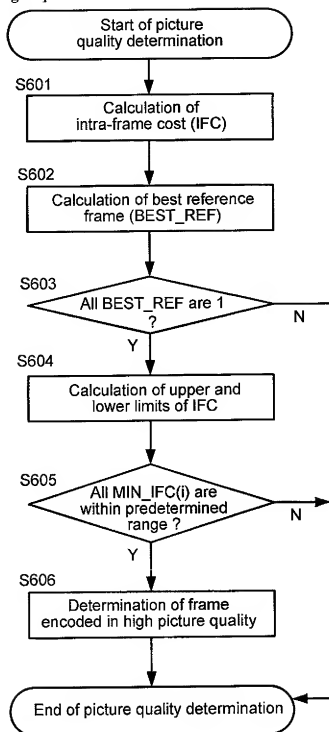 Start of picture
quality determination
S601
Calculation of
intra-frame cost (IFC)
S602
Calculation of best reference
frame (BEST_REF)
S603
All BEST_REF are 1
?
N
Y
S604
Calculation of upper and
lower limits of IFC
S605
All MIN_IFC(i) are
within predetermined
range ?
N
Y
S606
Determination of frame
encoded in high picture quality
End of picture quality determination